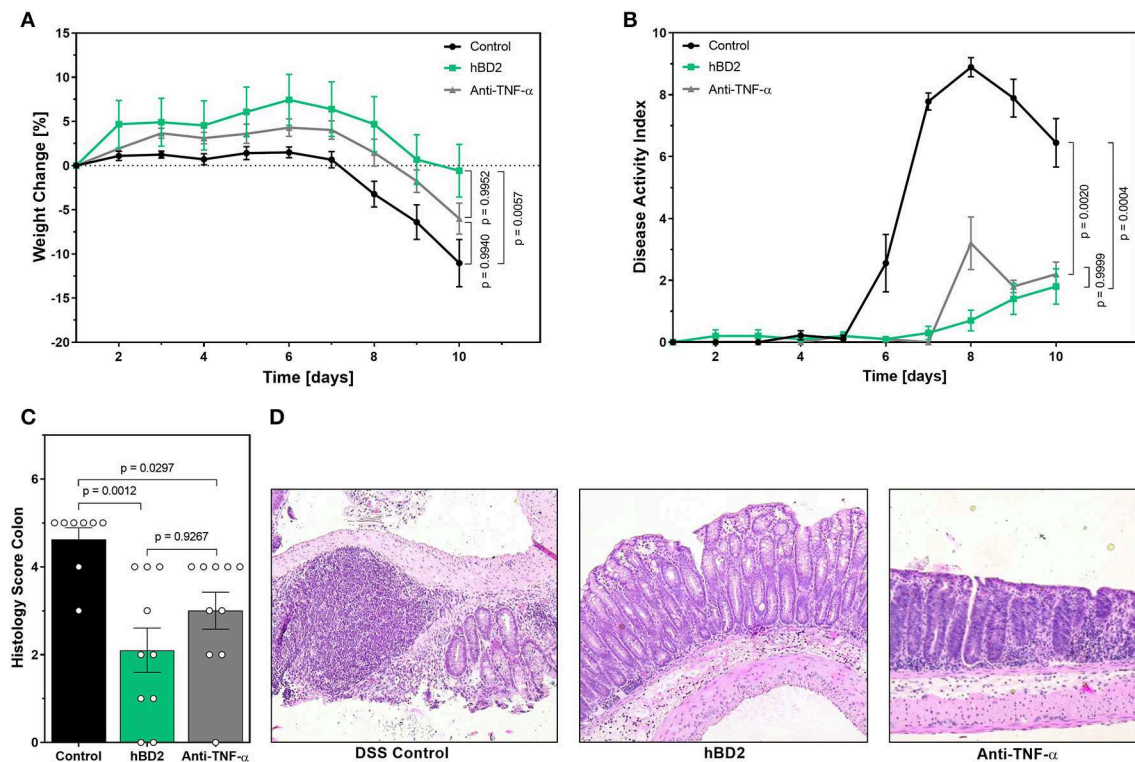 A
Weight Change [%]
15
10
5
0
-5
-10
-15
-20
2
4
6
8
10
Time [days]
Control
hBD2
Anti-TNF-α
p = 0.9952
p = 0.9940
p = 0.0057
B
Disease Activity Index
10
8
6
4
2
0
2
4
6
8
10
Time [days]
Control
hBD2
Anti-TNF-α
p = 0.0020
p = 0.9999
p = 0.0004
C
Histology Score Colon
6
4
2
0
p = 0.0297
p = 0.0012
p = 0.9267
Control
hBD2
Anti-TNF-α
D
DSS Control
hBD2
Anti-TNF-α